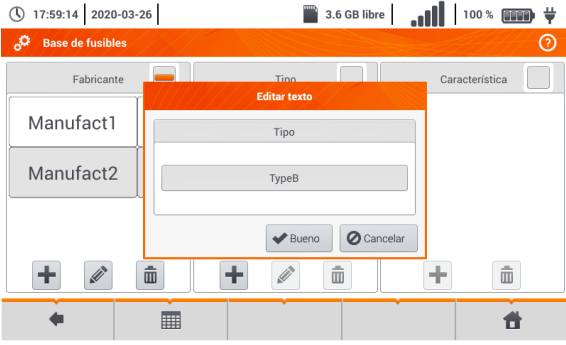 17:59:14 2020-03-26 3.6 GB libre 100 %
Base de fusibles ?
Fabricante Tipo Característica
Editar texto
Manufact1
Tipo
Manufact2
TypeB
Bueno Cancelar